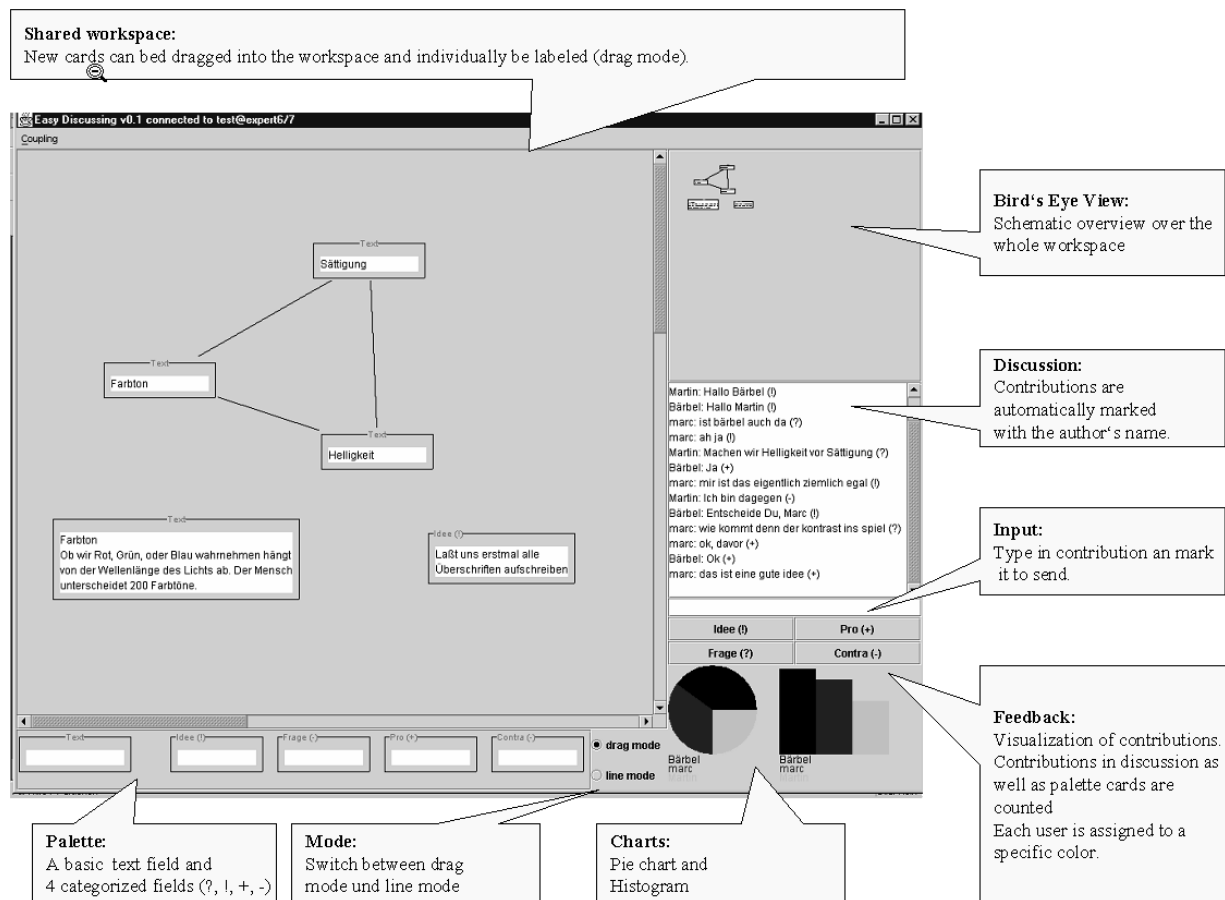 Shared workspace:
New cards can bed dragged into the workspace and individually be labeled (drag mode).
Easy Discussing v0.1 connected to test@expert6/7
Coupling
Text
Sättigung
Text
Farbton
Text
Helligkeit
Text
Farbton
Ob wir Rot, Grün, oder Blau wahrnehmen hängt
von der Wellenlänge des Lichts ab. Der Mensch
unterscheidet 200 Farbtöne.
Idee (!)
Laßt uns erstmal alle
Überschriften aufschreiben
Bird's Eye View:
Schematic overview over the
whole workspace
Martin: Hallo Bärbel (!)
Bärbel: Hallo Martin (!)
marc: ist bärbel auch da (?)
marc: ah ja (!)
Martin: Machen wir Helligkeit vor Sättigung (?)
Bärbel: Ja (+)
marc: mir ist das eigentlich ziemlich egal (!)
Martin: Ich bin dagegen (-)
Bärbel: Entscheide Du, Marc (!)
marc: wie kommt denn der kontrast ins spiel (?)
marc: ok, davor (+)
Bärbel: Ok (+)
marc: das ist eine gute idee (+)
Discussion:
Contributions are
automatically marked
with the author's name.
Input:
Type in contribution an mark
it to send.
Idee (!)
Pro (+)
Frage (?)
Contra (-)
Bärbel
marc
Martin
Bärbel
marc
Martin
Feedback:
Visualization of contributions.
Contributions in discussion as
well as palette cards are
counted
Each user is assigned to a
specific color.
Text
Idee (!)
Frage (-)
Pro (+)
Contra (-)
drag mode
line mode
Palette:
A basic text field and
4 categorized fields (?, !, +, -)
Mode:
Switch between drag
mode und line mode
Charts:
Pie chart and
Histogram